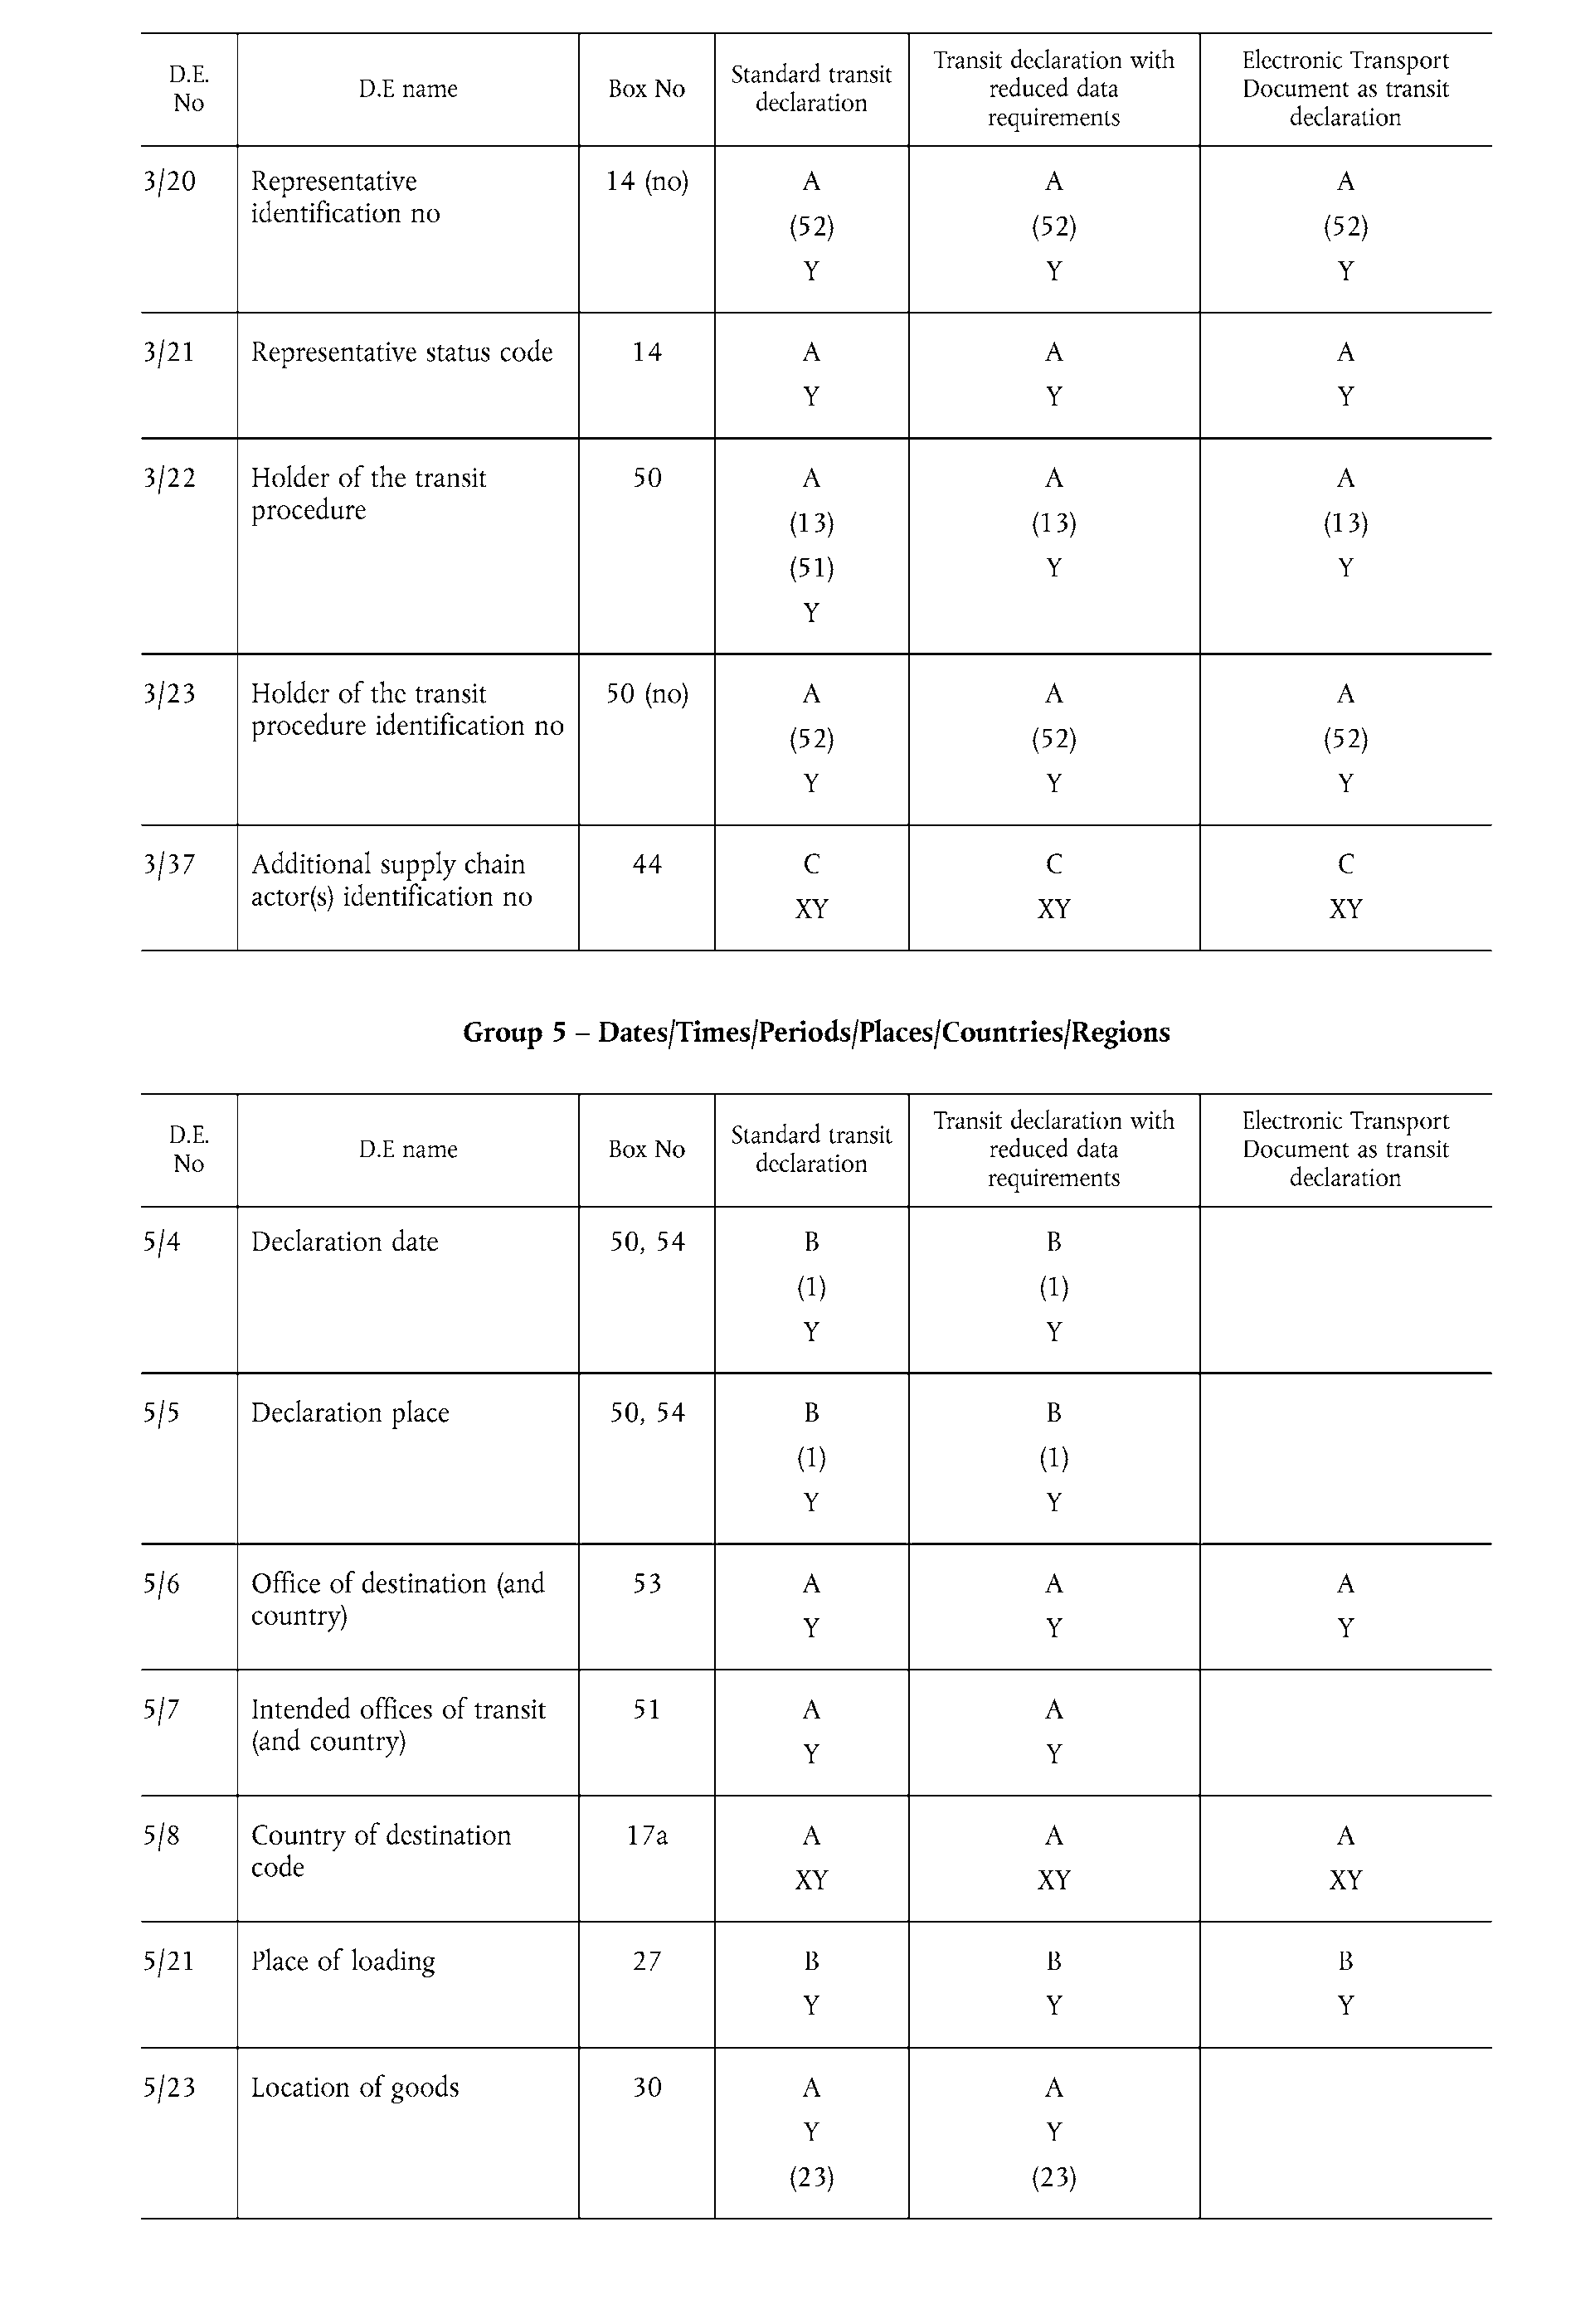 D.E. No | D.E name | Box No | Standard transit declaration | Transit declaration with reduced data requirements | Electronic Transport Document as transit declaration
3/20 | Representative identification no | 14 (no) | A (52) Y | A (52) Y | A (52) Y
3/21 | Representative status code | 14 | A Y | A Y | A Y
3/22 | Holder of the transit procedure | 50 | A (13) (51) Y | A (13) Y | A (13) Y
3/23 | Holder of the transit procedure identification no | 50 (no) | A (52) Y | A (52) Y | A (52) Y
3/37 | Additional supply chain actor(s) identification no | 44 | C XY | C XY | C XY
Group 5 – Dates/Times/Periods/Places/Countries/Regions
D.E. No | D.E name | Box No | Standard transit declaration | Transit declaration with reduced data requirements | Electronic Transport Document as transit declaration
5/4 | Declaration date | 50, 54 | B (1) Y | B (1) Y |
5/5 | Declaration place | 50, 54 | B (1) Y | B (1) Y |
5/6 | Office of destination (and country) | 53 | A Y | A Y | A Y
5/7 | Intended offices of transit (and country) | 51 | A Y | A Y |
5/8 | Country of destination code | 17a | A XY | A XY | A XY
5/21 | Place of loading | 27 | B Y | B Y | B Y
5/23 | Location of goods | 30 | A Y (23) | A Y (23) |